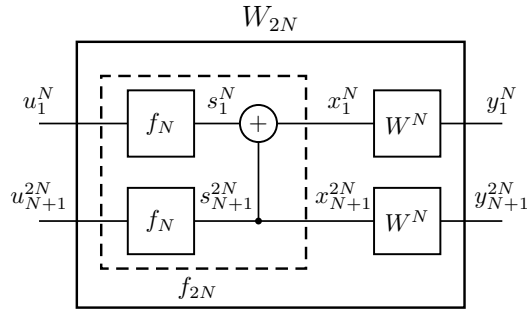 W_{2N}
u_1^N s_1^N x_1^N y_1^N
f_N + W^N
u_{N+1}^{2N} s_{N+1}^{2N} x_{N+1}^{2N} y_{N+1}^{2N}
f_N W^N
f_{2N}